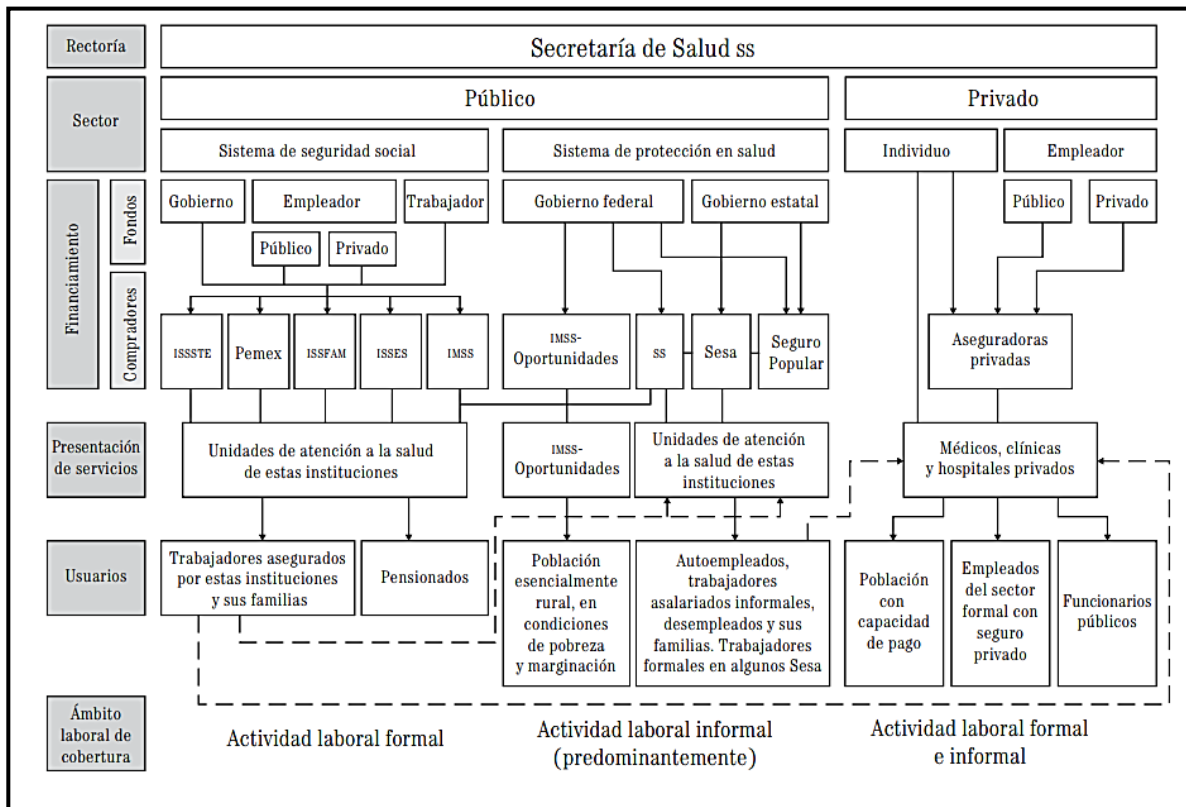 Rectoría
Secretaría de Salud ss
Sector
Público
Privado
Sistema de seguridad social
Sistema de protección en salud
Individuo
Empleador
Financiamiento
Fondos
Gobierno
Empleador
Trabajador
Gobierno federal
Gobierno estatal
Público
Privado
Público
Privado
Compradores
ISSSTE
Pemex
ISSFAM
ISSES
IMSS
IMSS-
Oportunidades
SS
Sesa
Seguro
Popular
Aseguradoras
privadas
Presentación
de servicios
Unidades de atención a la salud
de estas instituciones
IMSS-
Oportunidades
Unidades de atención
a la salud de estas
instituciones
Médicos, clínicas
y hospitales privados
Usuarios
Trabajadores asegurados
por estas instituciones
y sus familias
Pensionados
Población
esencialmente
rural, en
condiciones
de pobreza
y marginación
Autoempleados,
trabajadores
asalariados informales,
desempleados y sus
familias. Trabajadores
formales en algunos Sesa
Población
con
capacidad
de pago
Empleados
del sector
formal con
seguro
privado
Funcionarios
públicos
Ámbito
laboral de
cobertura
Actividad laboral formal
Actividad laboral informal
(predominantemente)
Actividad laboral formal
e informal